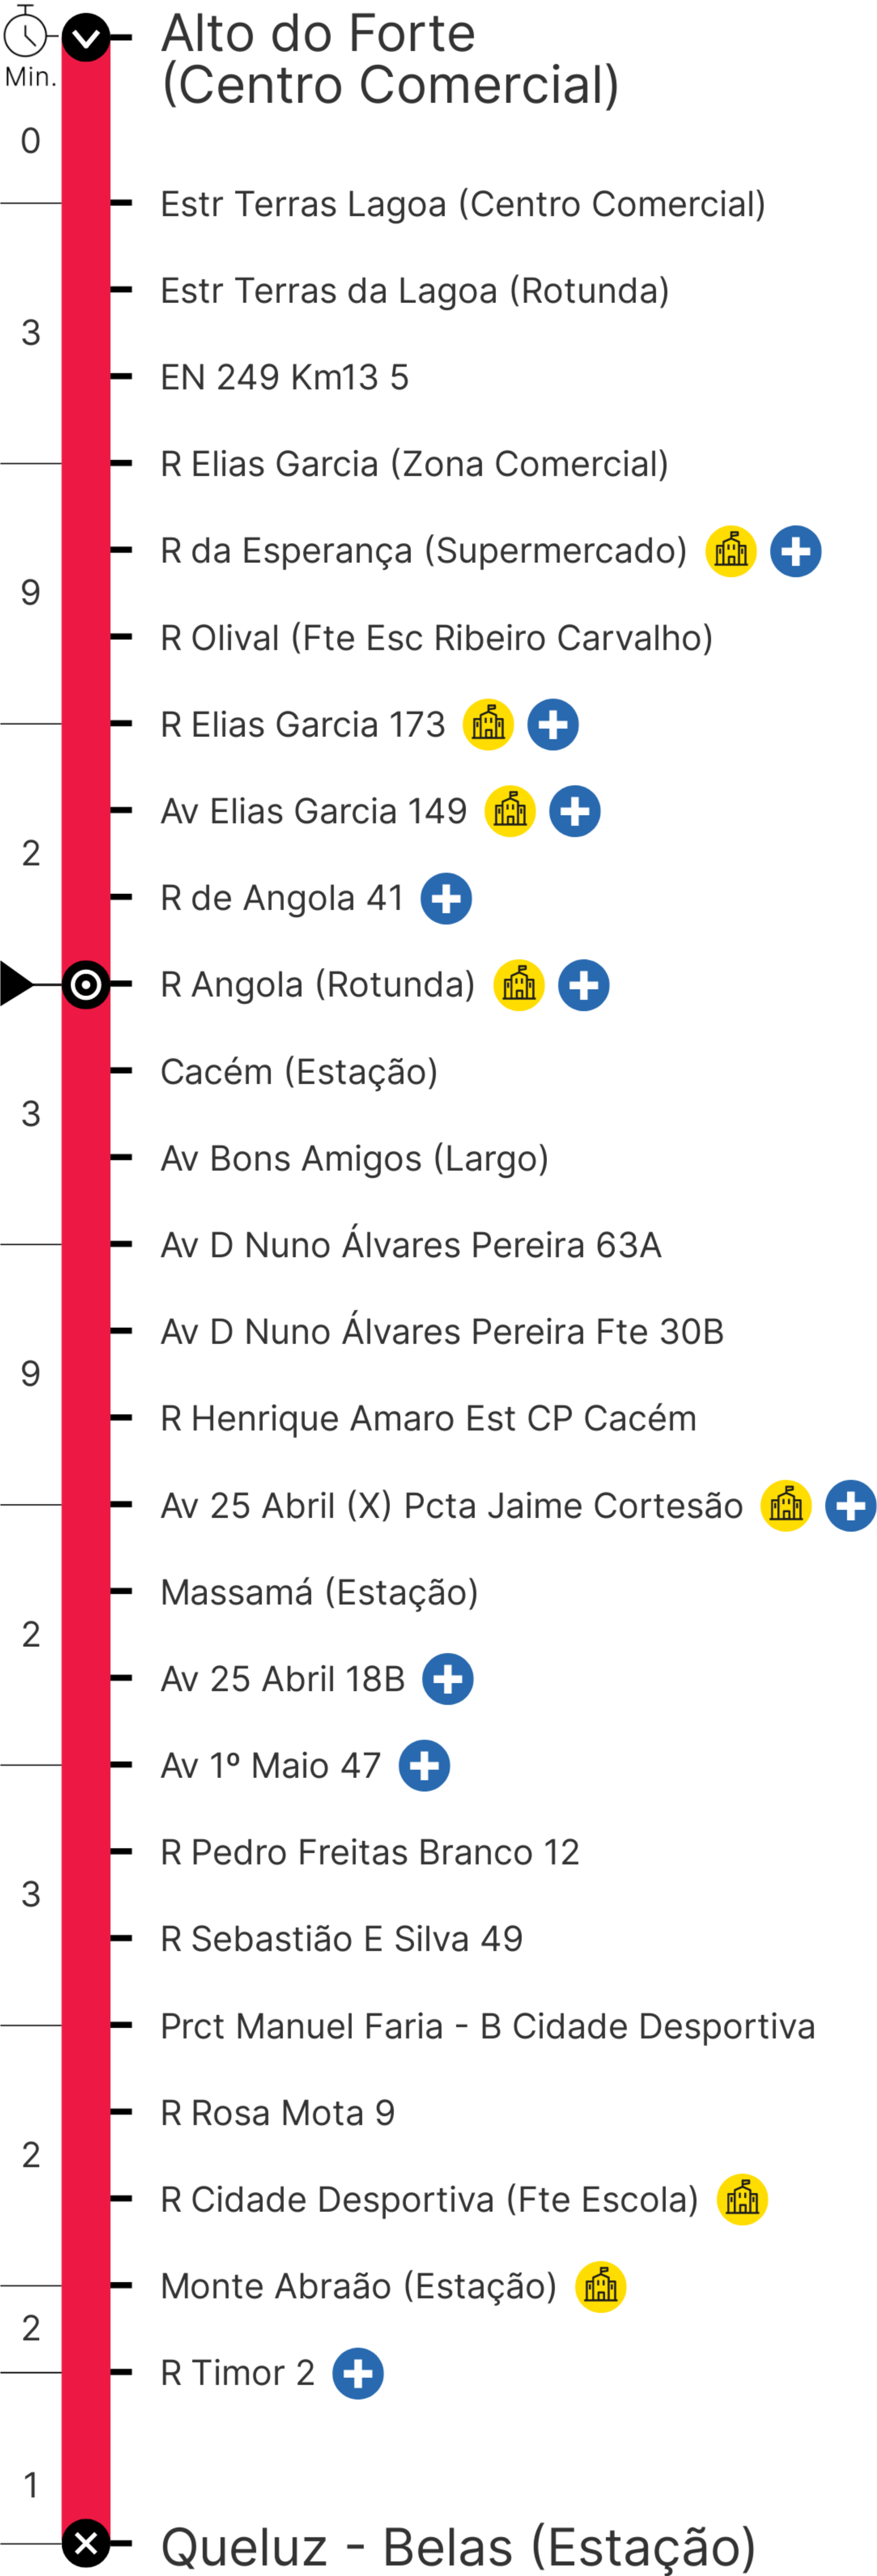 Alto do Forte
(Centro Comercial)
Min.
0
Estr Terras Lagoa (Centro Comercial)
Estr Terras da Lagoa (Rotunda)
3
EN 249 Km13 5
R Elias Garcia (Zona Comercial)
R da Esperança (Supermercado)
9
R Olival (Fte Esc Ribeiro Carvalho)
R Elias Garcia 173
Av Elias Garcia 149
2
R de Angola 41
R Angola (Rotunda)
Cacém (Estação)
3
Av Bons Amigos (Largo)
Av D Nuno Álvares Pereira 63A
Av D Nuno Álvares Pereira Fte 30B
9
R Henrique Amaro Est CP Cacém
Av 25 Abril (X) Pcta Jaime Cortesão
Massamá (Estação)
2
Av 25 Abril 18B
Av 1º Maio 47
R Pedro Freitas Branco 12
3
R Sebastião E Silva 49
Prct Manuel Faria - B Cidade Desportiva
R Rosa Mota 9
2
R Cidade Desportiva (Fte Escola)
Monte Abraão (Estação)
2
R Timor 2
1
Queluz - Belas (Estação)